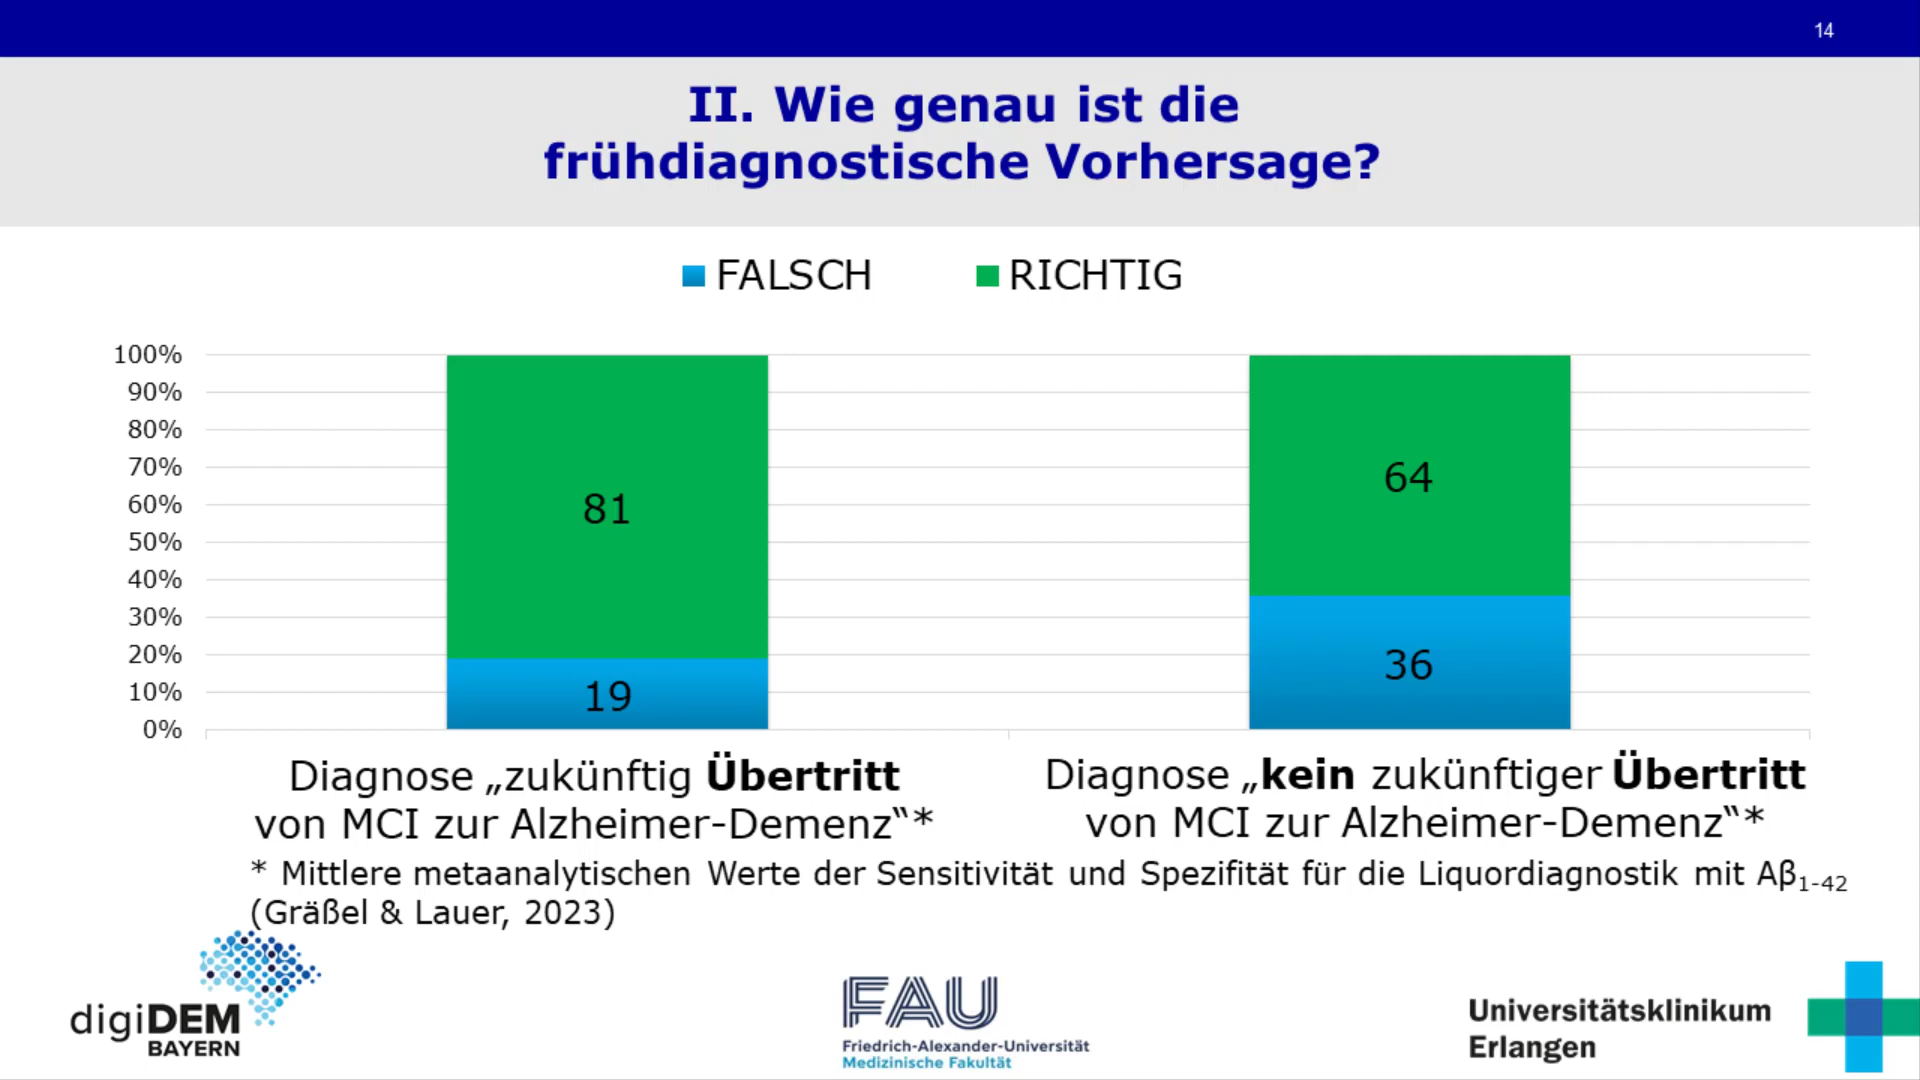 14
II. Wie genau ist die
frühdiagnostische Vorhersage?
FALSCH RICHTIG
100%
90%
80%
70%
60%
50%
40%
30%
20%
10%
0%
81
19
64
36
Diagnose „zukünftig Übertritt
von MCI zur Alzheimer-Demenz“*
Diagnose „kein zukünftiger Übertritt
von MCI zur Alzheimer-Demenz“*
* Mittlere metaanalytischen Werte der Sensitivität und Spezifität für die Liquordiagnostik mit Aβ₁₋₄₂
(Gräßel & Lauer, 2023)
digiDEM
BAYERN
FAU
Friedrich-Alexander-Universität
Medizinische Fakultät
Universitätsklinikum
Erlangen